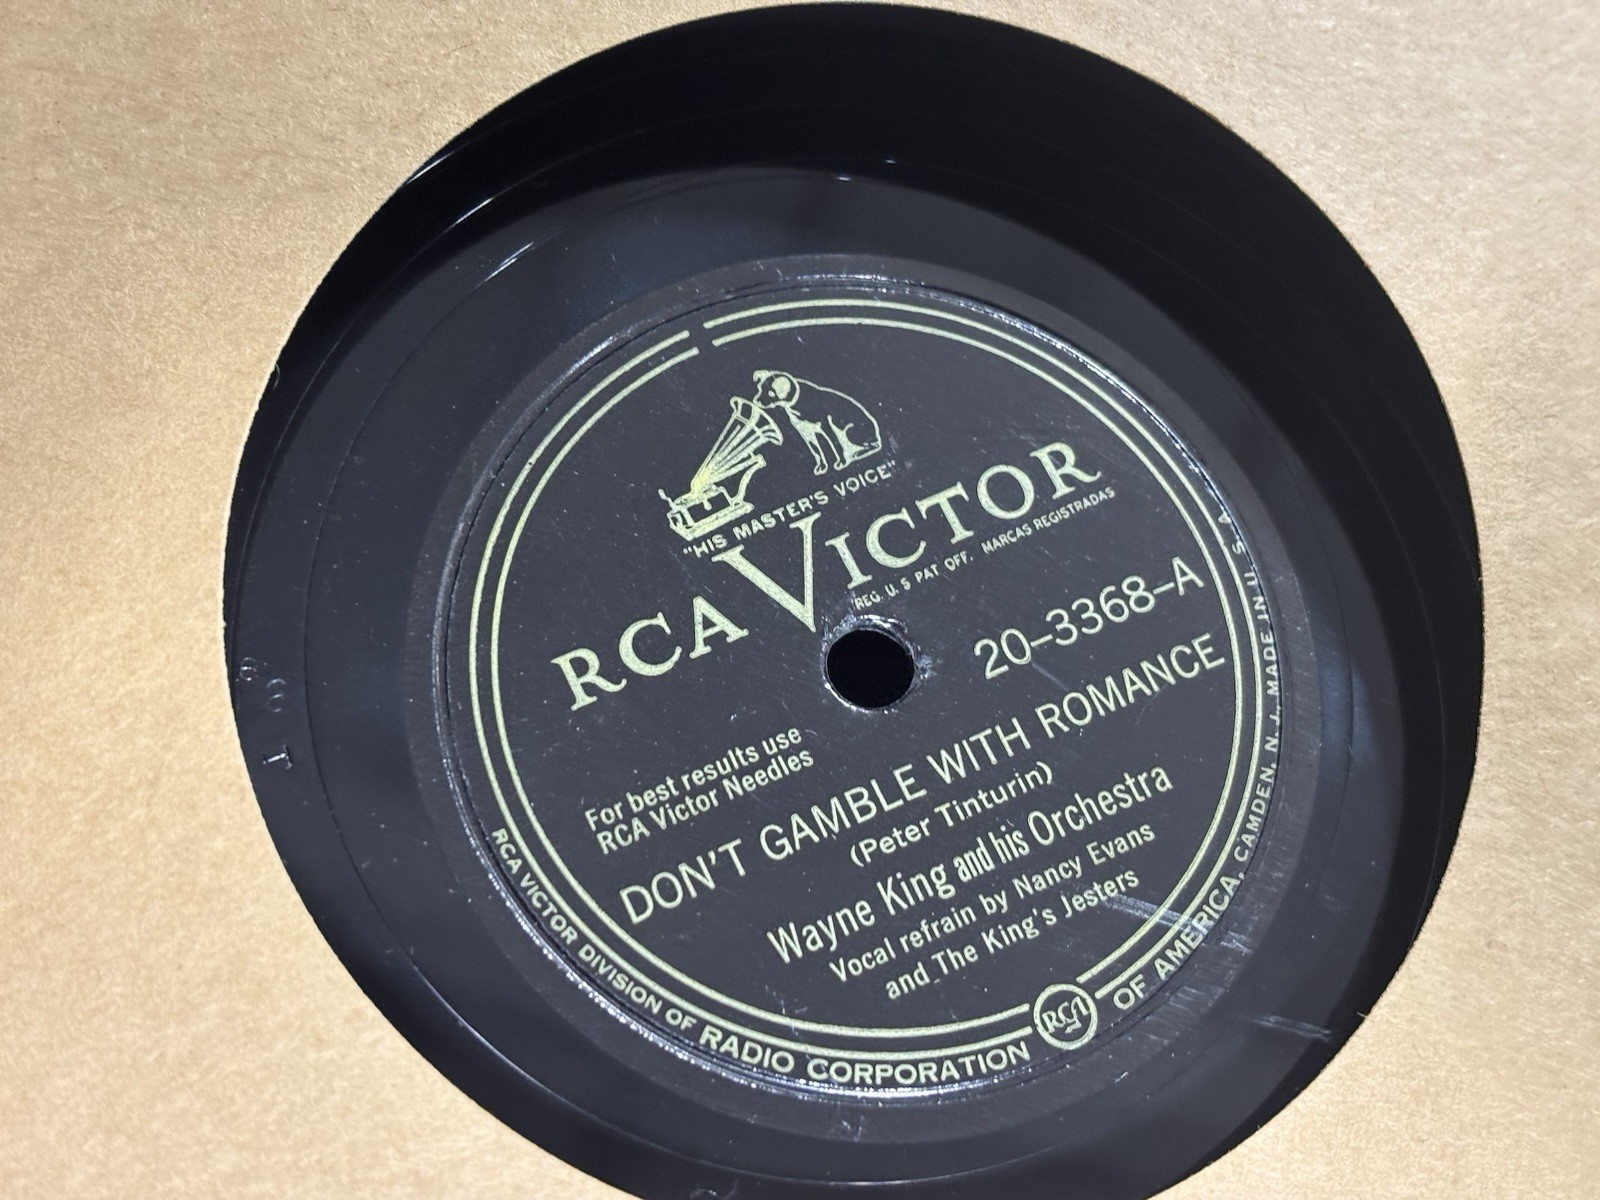 "HIS MASTER'S VOICE"
RCA VICTOR
REG. U. S PAT OFF. MARCAS REGISTRADAS
20-3368-A
For best results use
RCA Victor Needles
DON'T GAMBLE WITH ROMANCE
(Peter Tinturin)
Wayne King and his Orchestra
Vocal refrain by Nancy Evans
and The King's Jesters
RCA VICTOR DIVISION OF RADIO CORPORATION RCA OF AMERICA, CAMDEN, N. J., MADE IN U. S. A.